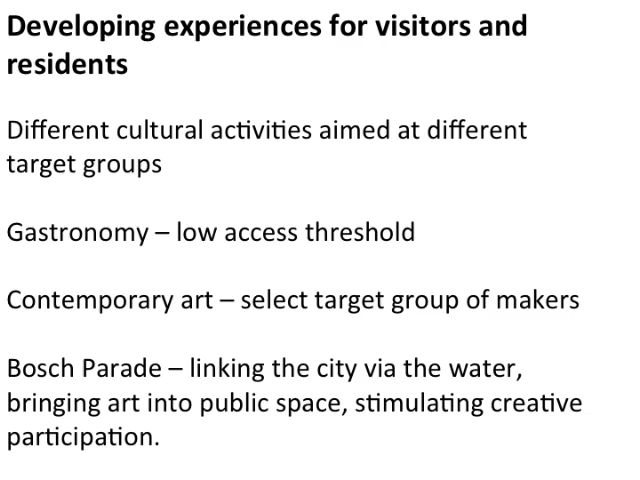 Developing experiences for visitors and
residents
Different cultural activities aimed at different
target groups
Gastronomy – low access threshold
Contemporary art – select target group of makers
Bosch Parade – linking the city via the water,
bringing art into public space, stimulating creative
participation.